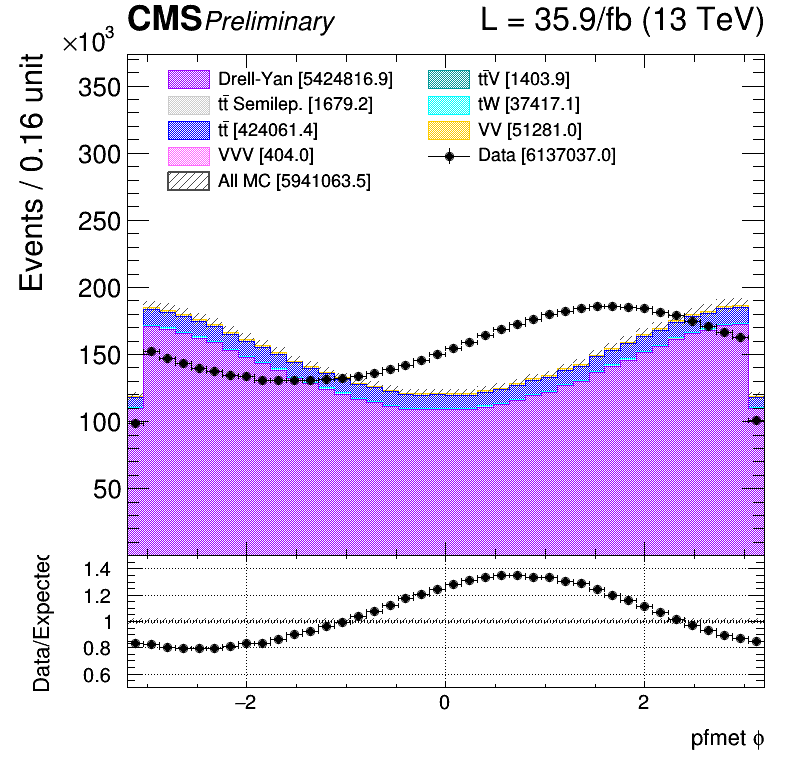 CMS Preliminary L = 35.9/fb (13 TeV)
×10³
Events / 0.16 unit
350
300
250
200
150
100
50
Drell-Yan [5424816.9]
tt̄ Semilep. [1679.2]
tt̄ [424061.4]
VVV [404.0]
All MC [5941063.5]
tt̄V [1403.9]
tW [37417.1]
VV [51281.0]
Data [6137037.0]
Data/Expected
1.4
1.2
1
0.8
0.6
−2 0 2
pfmet ϕ